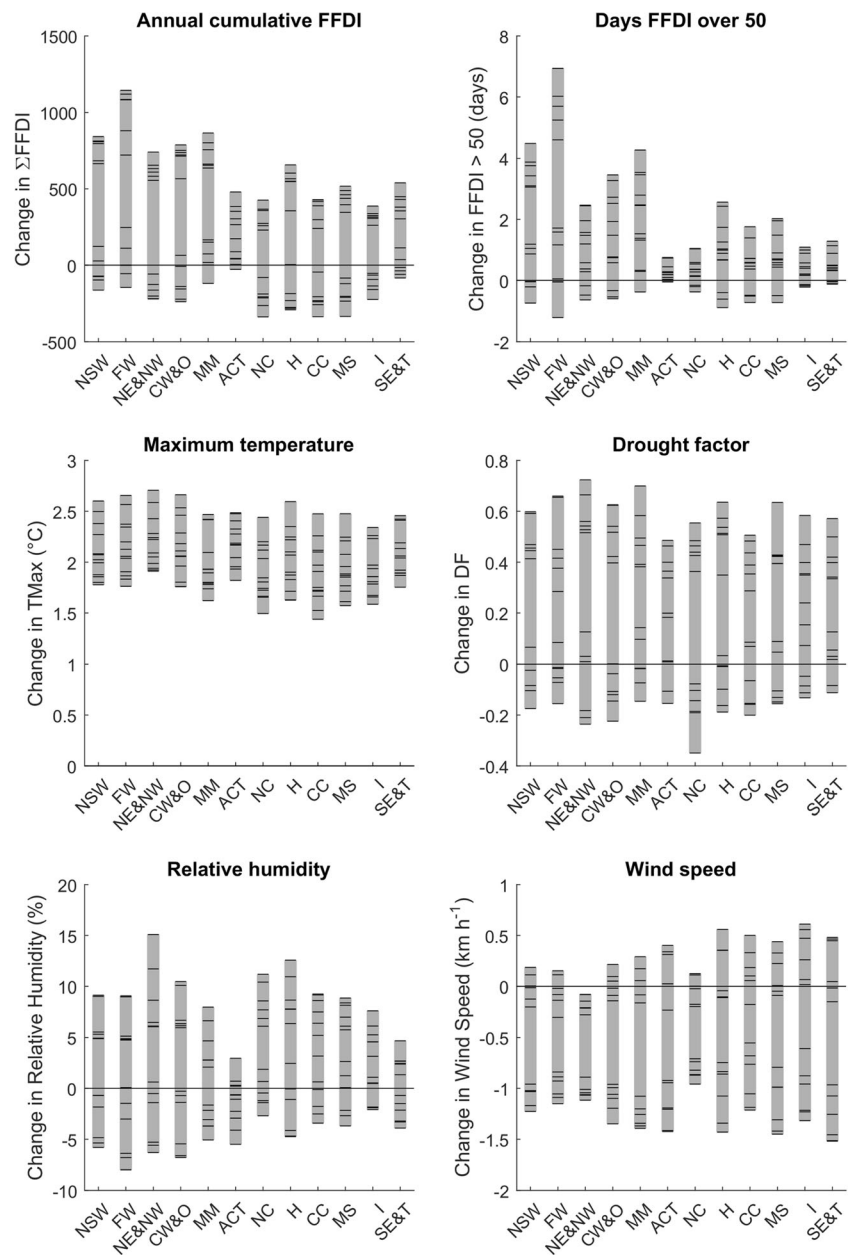 Annual cumulative FFDI
Change in ΣFFDI
1500
1000
500
0
-500
NSW
FW
NE&NW
CW&O
MM
ACT
NC
H
CC
MS
I
SE&T
Days FFDI over 50
Change in FFDI > 50 (days)
8
6
4
2
0
-2
NSW
FW
NE&NW
CW&O
MM
ACT
NC
H
CC
MS
I
SE&T
Maximum temperature
Change in TMax (°C)
3
2.5
2
1.5
1
0.5
0
NSW
FW
NE&NW
CW&O
MM
ACT
NC
H
CC
MS
I
SE&T
Drought factor
Change in DF
0.8
0.6
0.4
0.2
0
-0.2
-0.4
NSW
FW
NE&NW
CW&O
MM
ACT
NC
H
CC
MS
I
SE&T
Relative humidity
Change in Relative Humidity (%)
20
15
10
5
0
-5
-10
NSW
FW
NE&NW
CW&O
MM
ACT
NC
H
CC
MS
I
SE&T
Wind speed
Change in Wind Speed (km h⁻¹)
1
0.5
0
-0.5
-1
-1.5
-2
NSW
FW
NE&NW
CW&O
MM
ACT
NC
H
CC
MS
I
SE&T